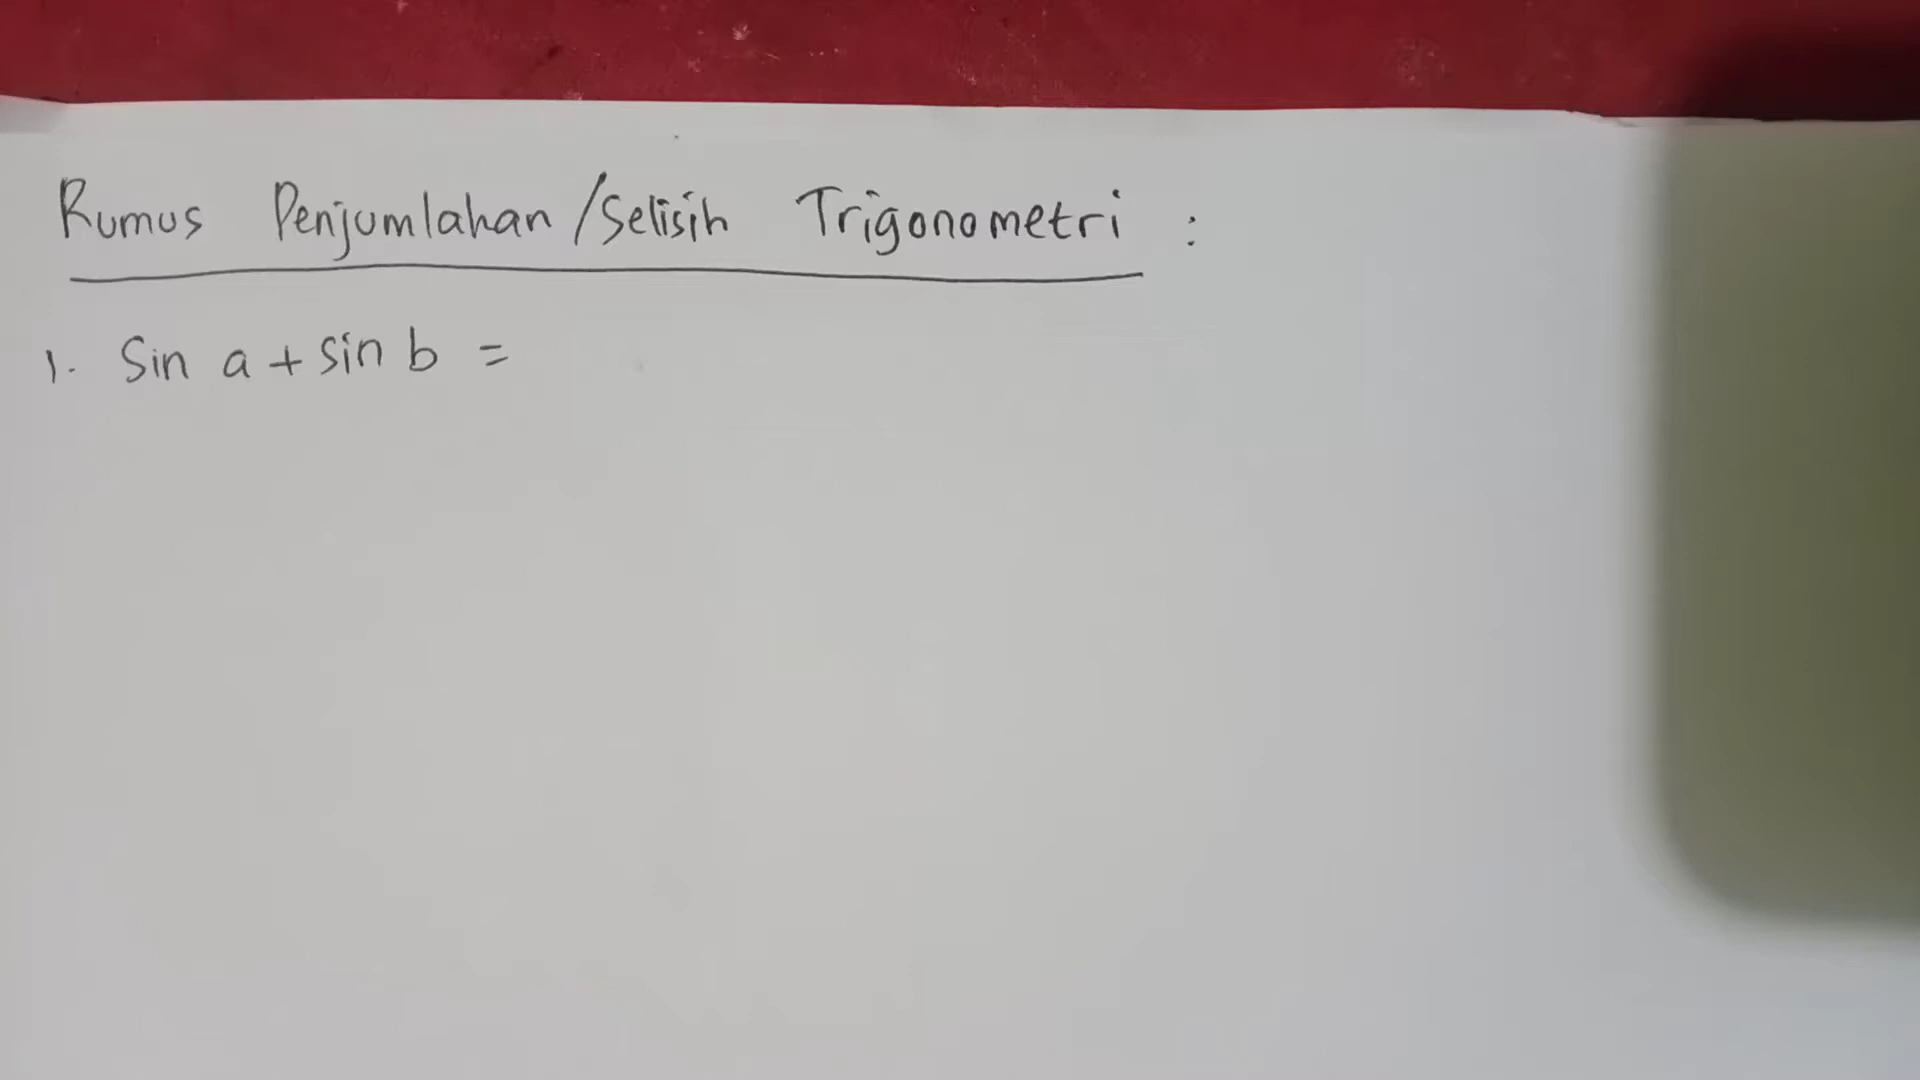 Rumus Penjumlahan/Selisih Trigonometri :
1. Sin a + sin b =